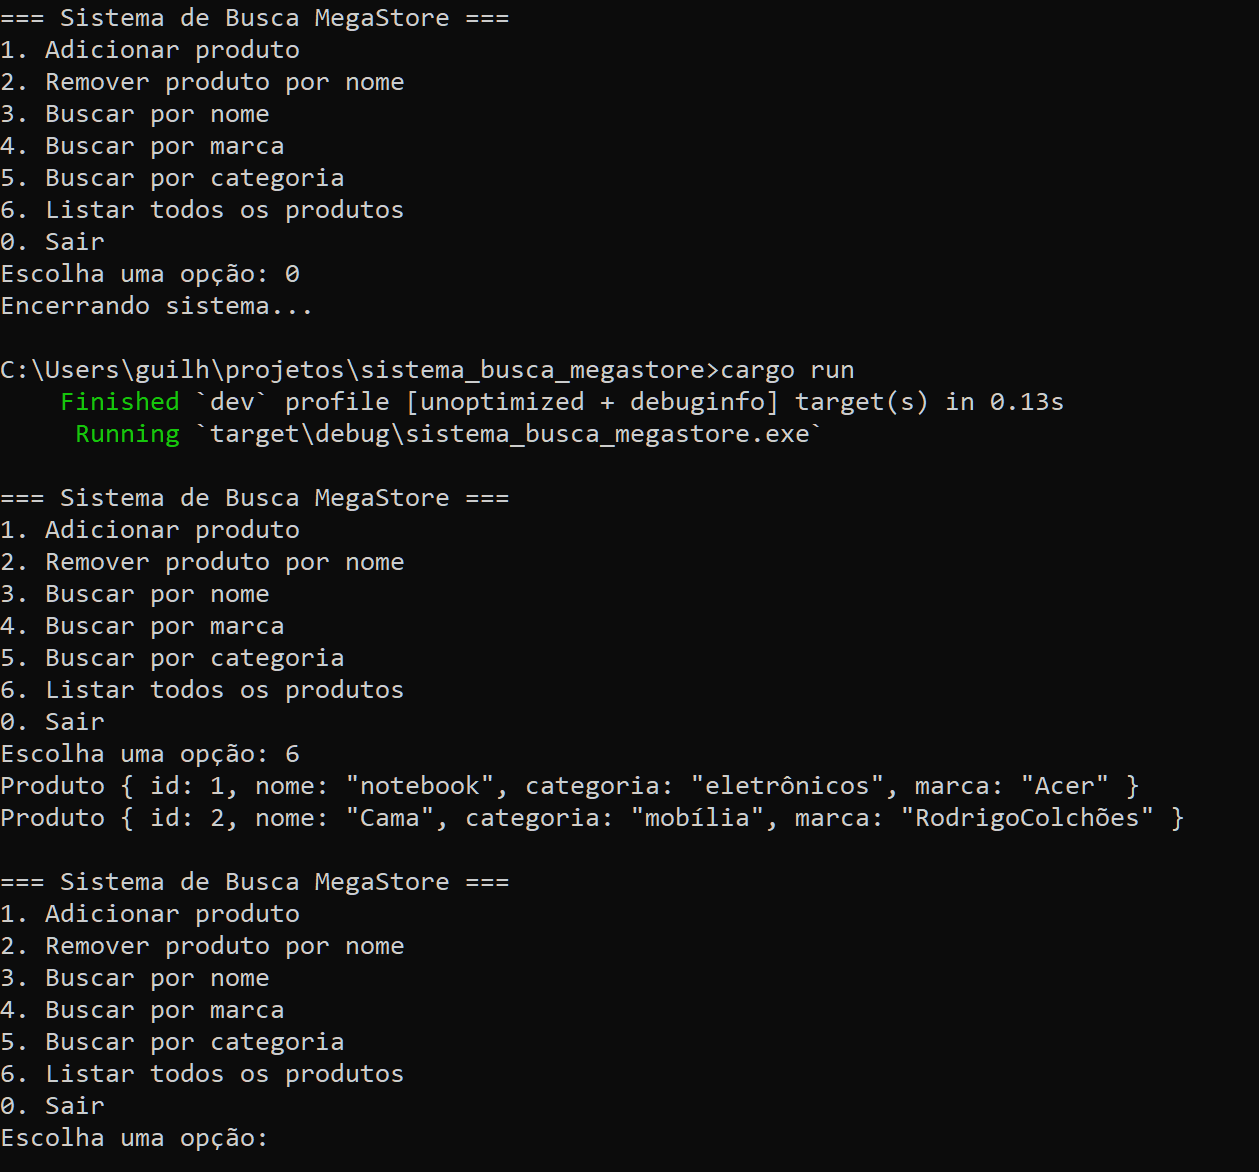 === Sistema de Busca MegaStore ===
1. Adicionar produto
2. Remover produto por nome
3. Buscar por nome
4. Buscar por marca
5. Buscar por categoria
6. Listar todos os produtos
0. Sair
Escolha uma opção: 0
Encerrando sistema...
C:\Users\guilh\projetos\sistema_busca_megastore>cargo run
Finished `dev` profile [unoptimized + debuginfo] target(s) in 0.13s
Running `target\debug\sistema_busca_megastore.exe`
=== Sistema de Busca MegaStore ===
1. Adicionar produto
2. Remover produto por nome
3. Buscar por nome
4. Buscar por marca
5. Buscar por categoria
6. Listar todos os produtos
0. Sair
Escolha uma opção: 6
Produto { id: 1, nome: "notebook", categoria: "eletrônicos", marca: "Acer" }
Produto { id: 2, nome: "Cama", categoria: "mobília", marca: "RodrigoColchões" }
=== Sistema de Busca MegaStore ===
1. Adicionar produto
2. Remover produto por nome
3. Buscar por nome
4. Buscar por marca
5. Buscar por categoria
6. Listar todos os produtos
0. Sair
Escolha uma opção: